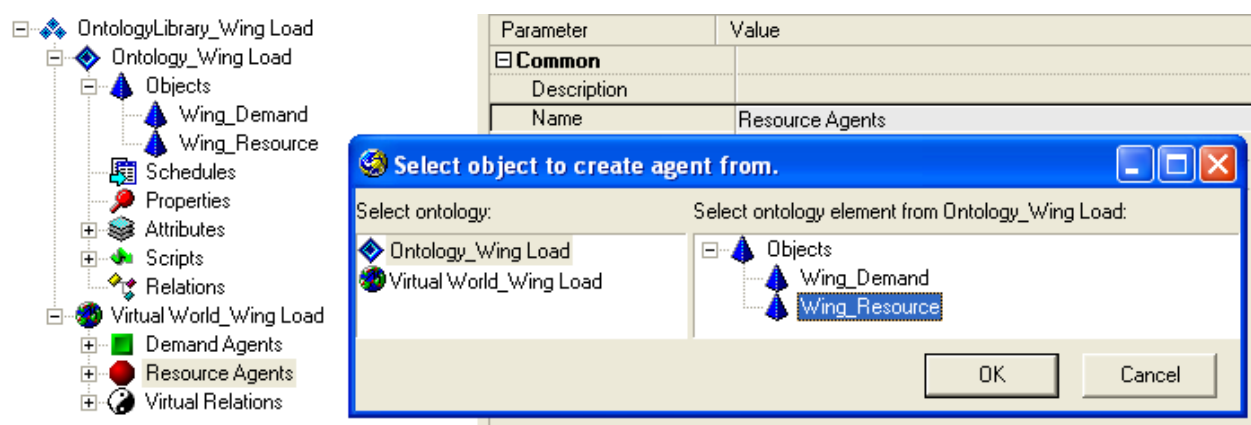 OntologyLibrary_Wing Load
Ontology_Wing Load
Objects
Wing_Demand
Wing_Resource
Schedules
Properties
Attributes
Scripts
Relations
Virtual World_Wing Load
Demand Agents
Resource Agents
Virtual Relations
Parameter Value
Common
Description
Name Resource Agents
Select object to create agent from.
Select ontology:
Ontology_Wing Load
Virtual World_Wing Load
Select ontology element from Ontology_Wing Load:
Objects
Wing_Demand
Wing_Resource
OK Cancel